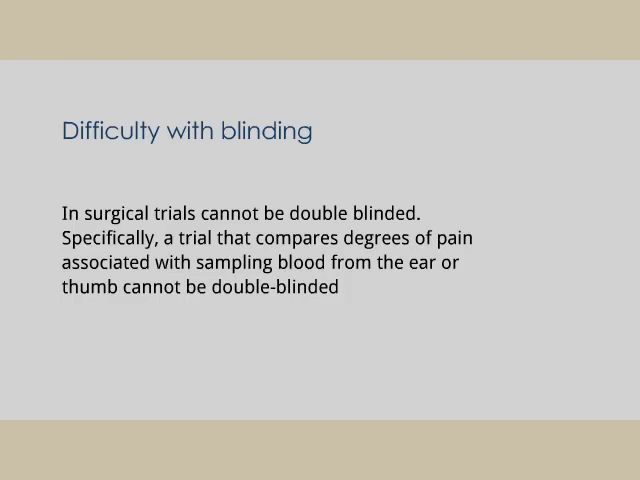 Difficulty with blinding
In surgical trials cannot be double blinded.
Specifically, a trial that compares degrees of pain
associated with sampling blood from the ear or
thumb cannot be double-blinded